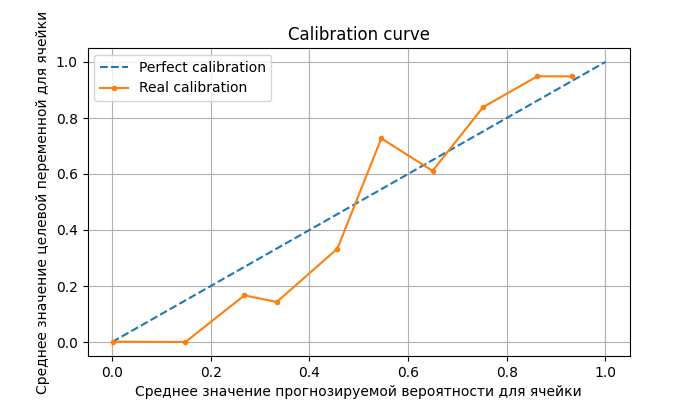 Calibration curve
Perfect calibration
Real calibration
Среднее значение целевой переменной для ячейки
1.0
0.8
0.6
0.4
0.2
0.0
0.0 0.2 0.4 0.6 0.8 1.0
Среднее значение прогнозируемой вероятности для ячейки